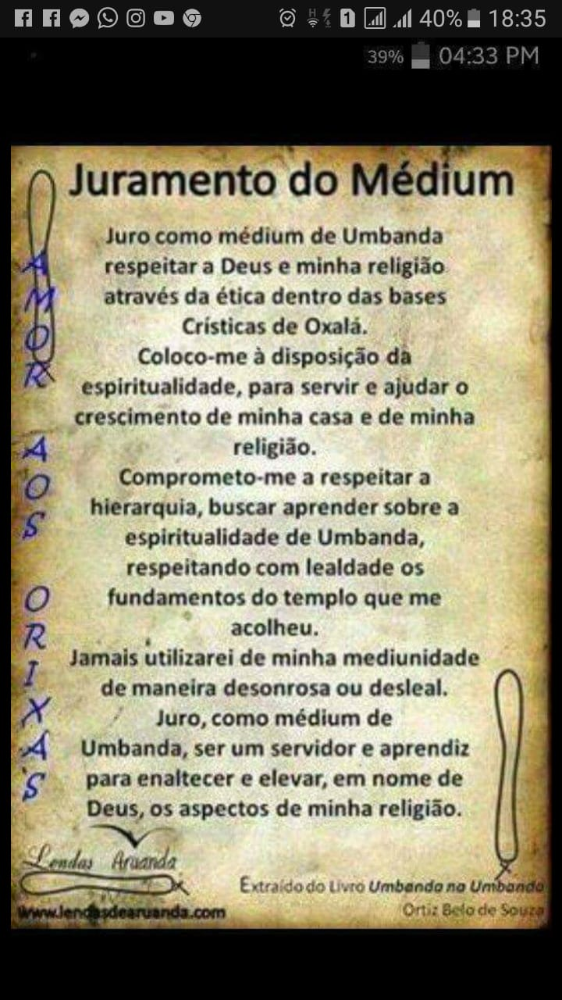 40% 18:35
39% 04:33 PM
Juramento do Médium
Juro como médium de Umbanda
respeitar a Deus e minha religião
através da ética dentro das bases
Crísticas de Oxalá.
Coloco-me à disposição da
espiritualidade, para servir e ajudar o
crescimento de minha casa e de minha
religião.
Comprometo-me a respeitar a
hierarquia, buscar aprender sobre a
espiritualidade de Umbanda,
respeitando com lealdade os
fundamentos do templo que me
acolheu.
Jamais utilizarei de minha mediunidade
de maneira desonrosa ou desleal.
Juro, como médium de
Umbanda, ser um servidor e aprendiz
para enaltecer e elevar, em nome de
Deus, os aspectos de minha religião.
AMOR AOS ORIXÁS
Lendas Aruanda
www.lendasdearuanda.com
Extraído do Livro Umbanda na Umbanda
Ortiz Belo de Souza